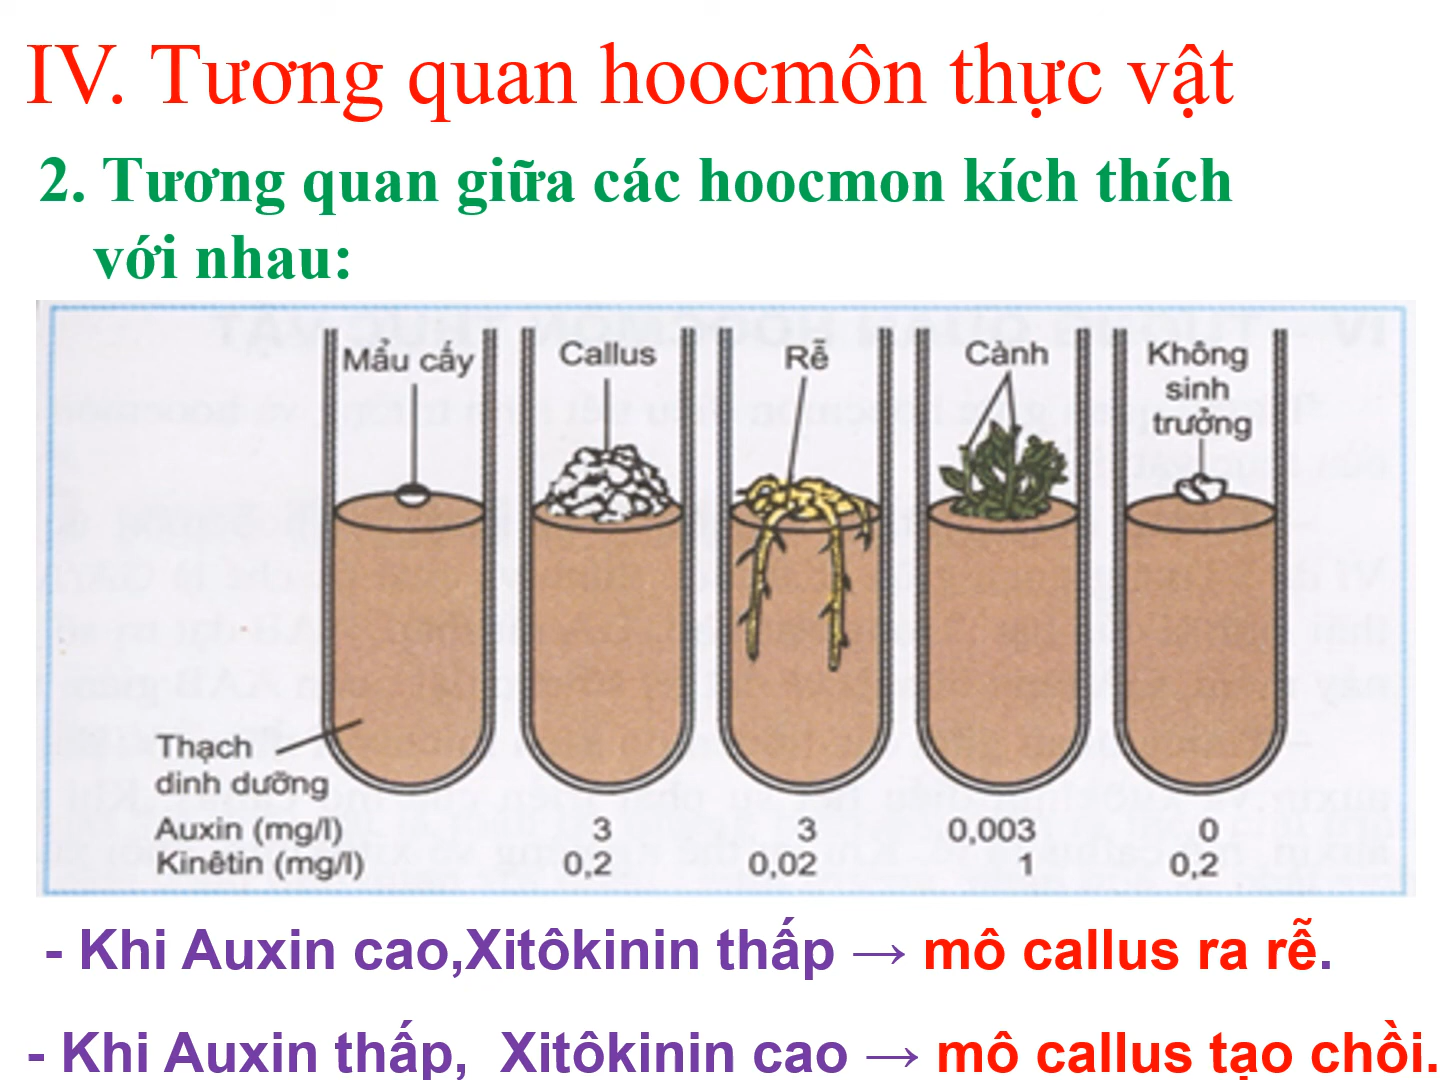 IV. Tương quan hoocmôn thực vật
2. Tương quan giữa các hoocmon kích thích
với nhau:
Mẩu cấy
Callus
Rễ
Cành
Không
sinh
trưởng
Thạch
dinh dưỡng
Auxin (mg/l) 3 3 0,003 0
Kinêtin (mg/l) 0,2 0,02 1 0,2
- Khi Auxin cao,Xitôkinin thấp → mô callus ra rễ.
- Khi Auxin thấp, Xitôkinin cao → mô callus tạo chồi.